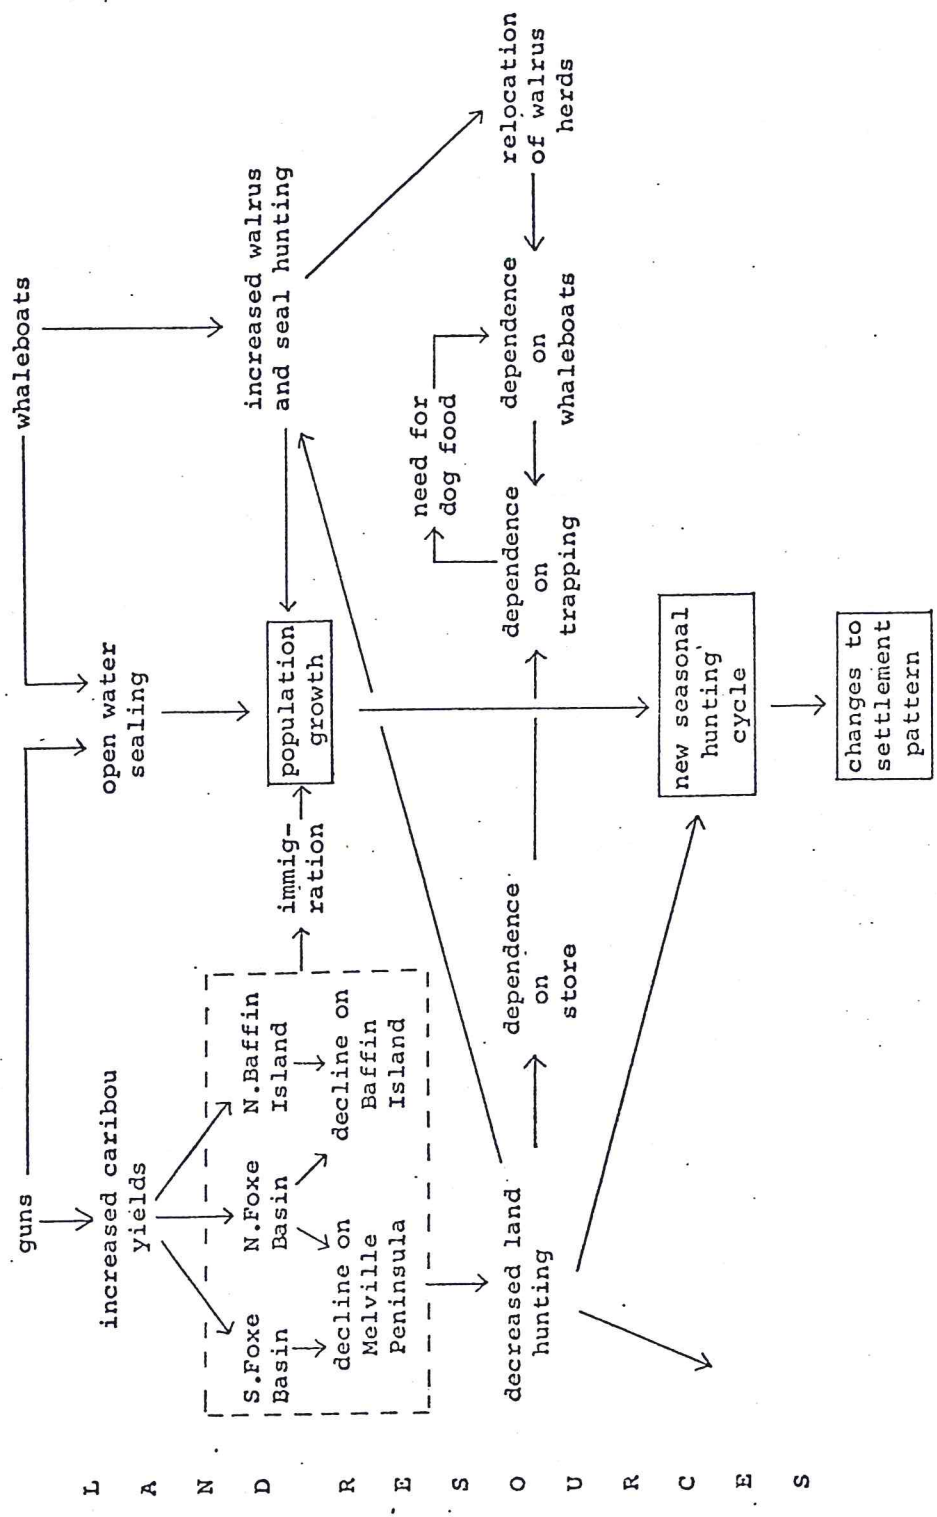 guns
whaleboats
increased caribou
yields
open water
sealing
S.Foxe
Basin
N.Foxe
Basin
N.Baffin
Island
decline on
Melville
Peninsula
decline on
Baffin
Island
immig-
ration
population
growth
increased walrus
and seal hunting
need for
dog food
decreased land
hunting
dependence
on
store
dependence
on
trapping
dependence
on
whaleboats
relocation
of walrus
herds
new seasonal
hunting
cycle
changes to
settlement
pattern
LAND RESOURCES